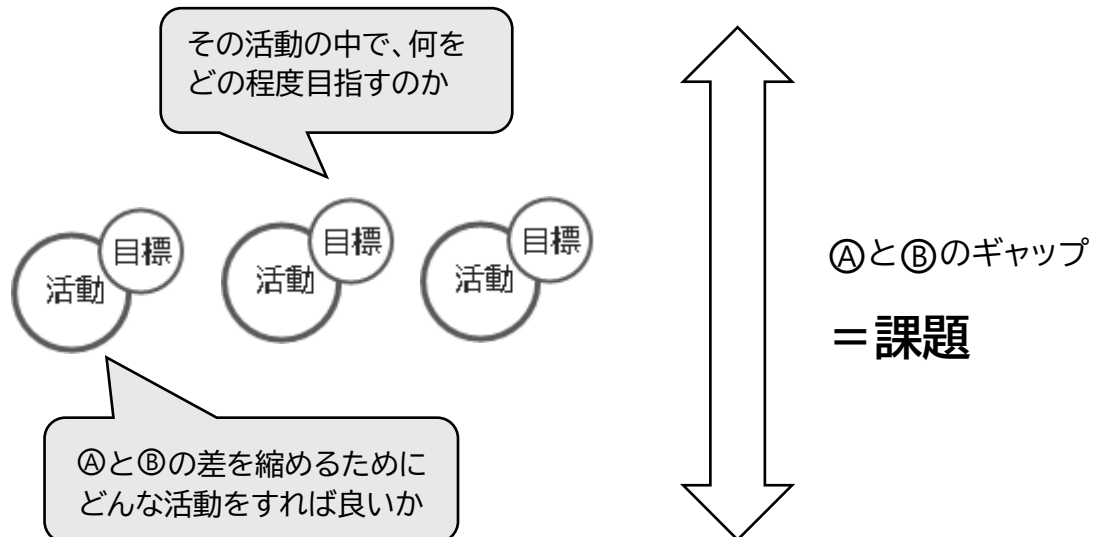 その活動の中で、何を
どの程度目指すのか
目標
活動
目標
活動
目標
活動
ⒶとⒷのギャップ
＝課題
ⒶとⒷの差を縮めるために
どんな活動をすれば良いか